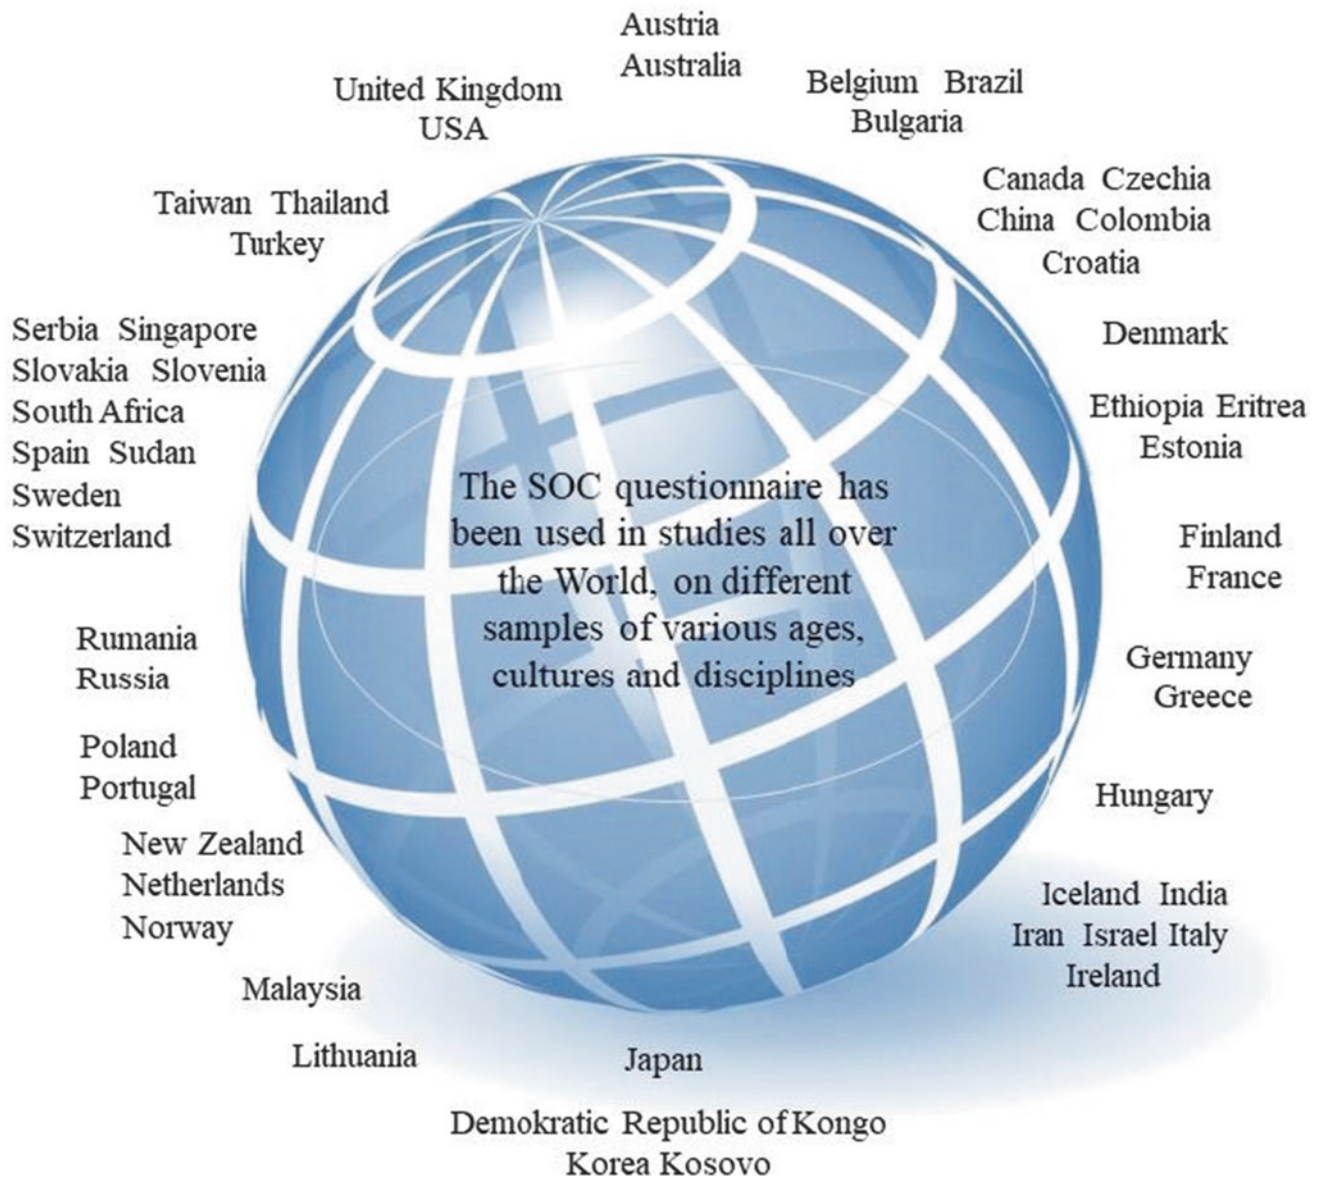 Austria
Australia
Belgium Brazil
Bulgaria
Canada Czechia
China Colombia
Croatia
Denmark
Ethiopia Eritrea
Estonia
Finland
France
Germany
Greece
Hungary
Iceland India
Iran Israel Italy
Ireland
Japan
Demokratic Republic of Kongo
Korea Kosovo
Lithuania
Malaysia
New Zealand
Netherlands
Norway
Poland
Portugal
Rumania
Russia
Serbia Singapore
Slovakia Slovenia
South Africa
Spain Sudan
Sweden
Switzerland
Taiwan Thailand
Turkey
United Kingdom
USA
The SOC questionnaire has
been used in studies all over
the World, on different
samples of various ages,
cultures and disciplines